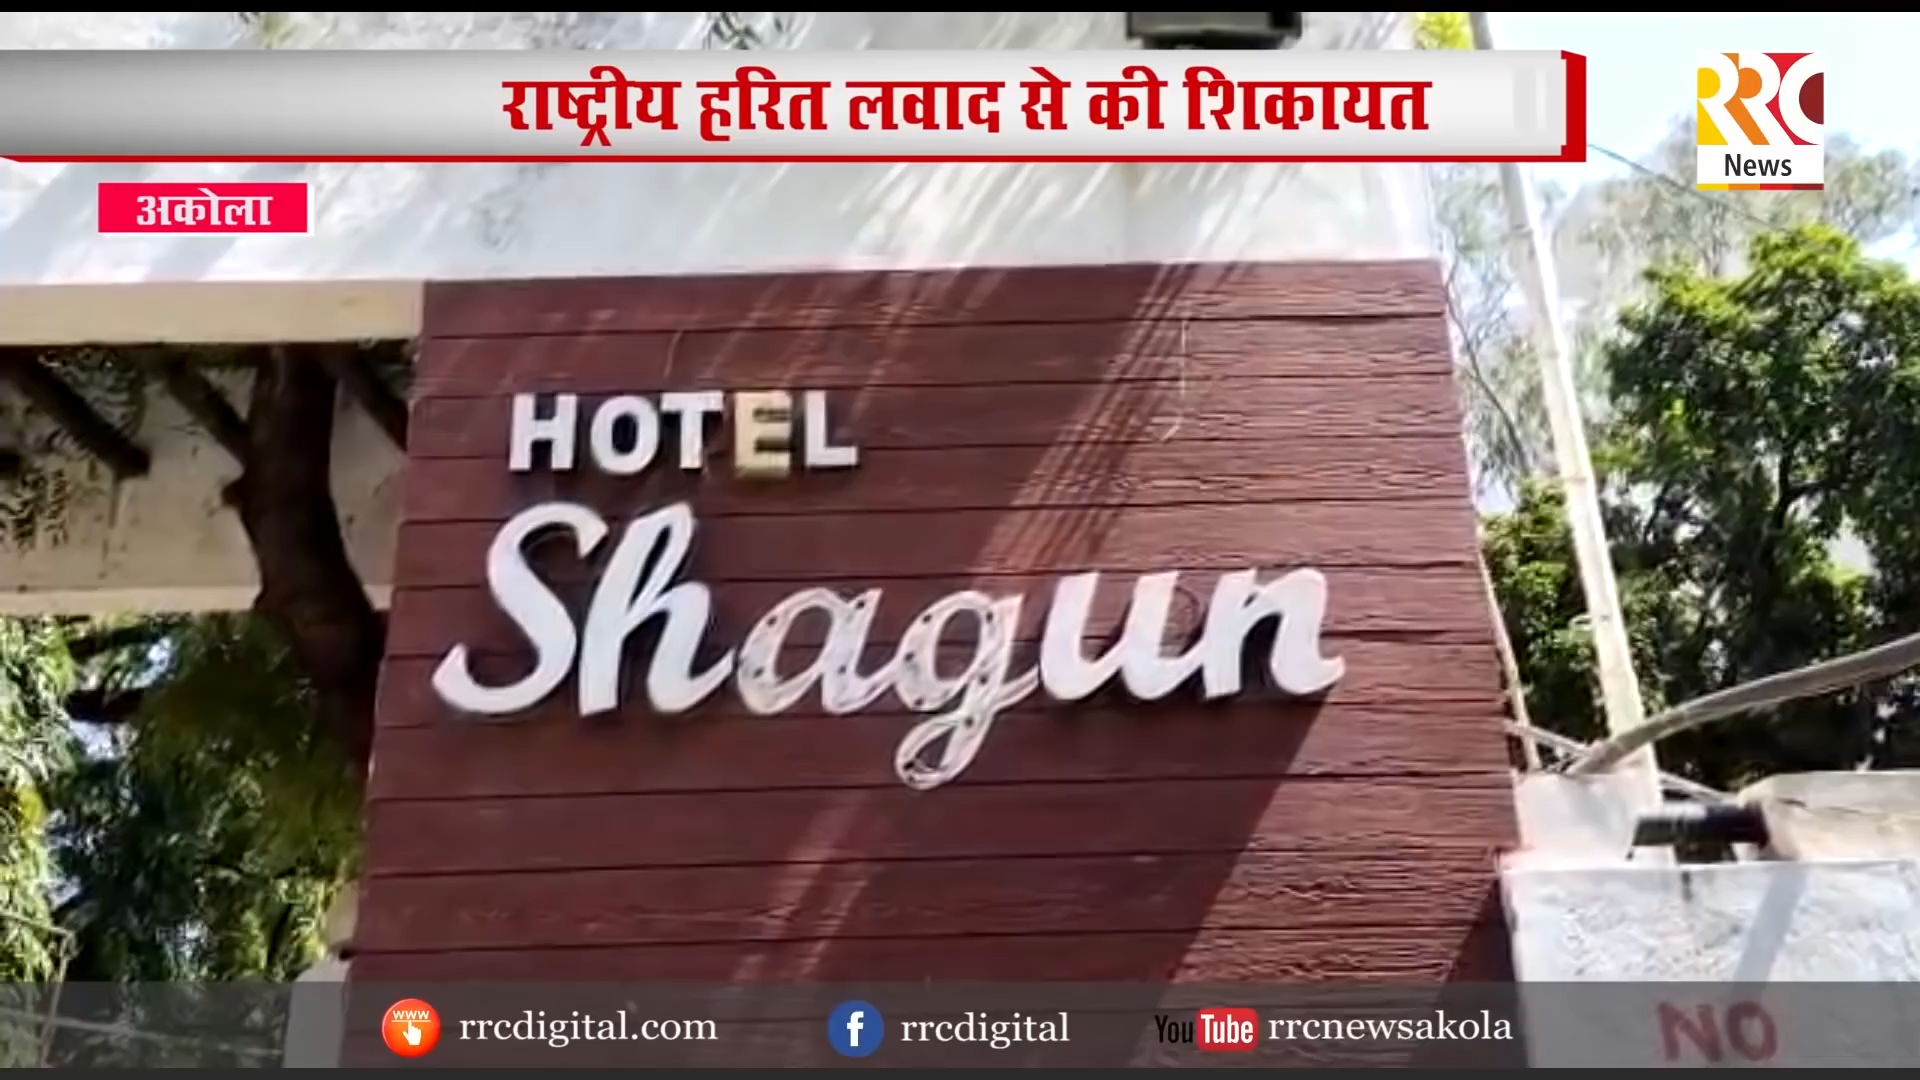 राष्ट्रीय हरित लवाद से की शिकायत
RRC
News
अकोला
HOTEL
Shagun
www rrcdigital.com
f rrcdigital
YouTube rrcnewsakola
NO